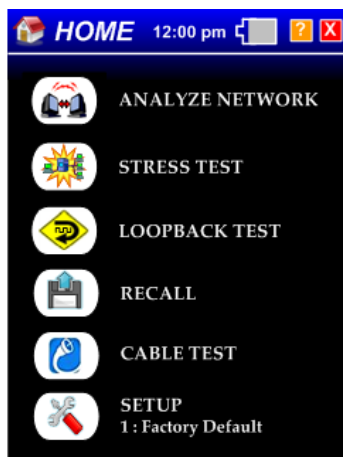 HOME 12:00 pm ? X
ANALYZE NETWORK
STRESS TEST
LOOPBACK TEST
RECALL
CABLE TEST
SETUP
1 : Factory Default